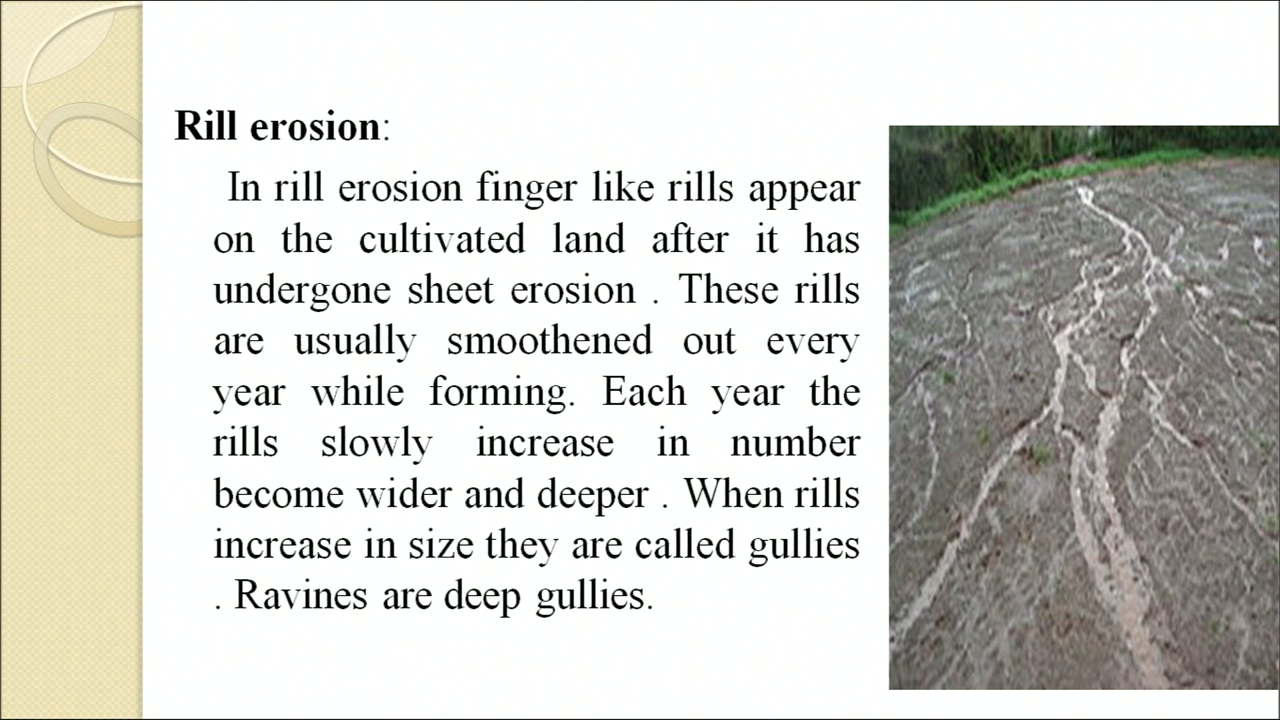 Rill erosion:
In rill erosion finger like rills appear
on the cultivated land after it has
undergone sheet erosion . These rills
are usually smoothened out every
year while forming. Each year the
rills slowly increase in number
become wider and deeper . When rills
increase in size they are called gullies
. Ravines are deep gullies.